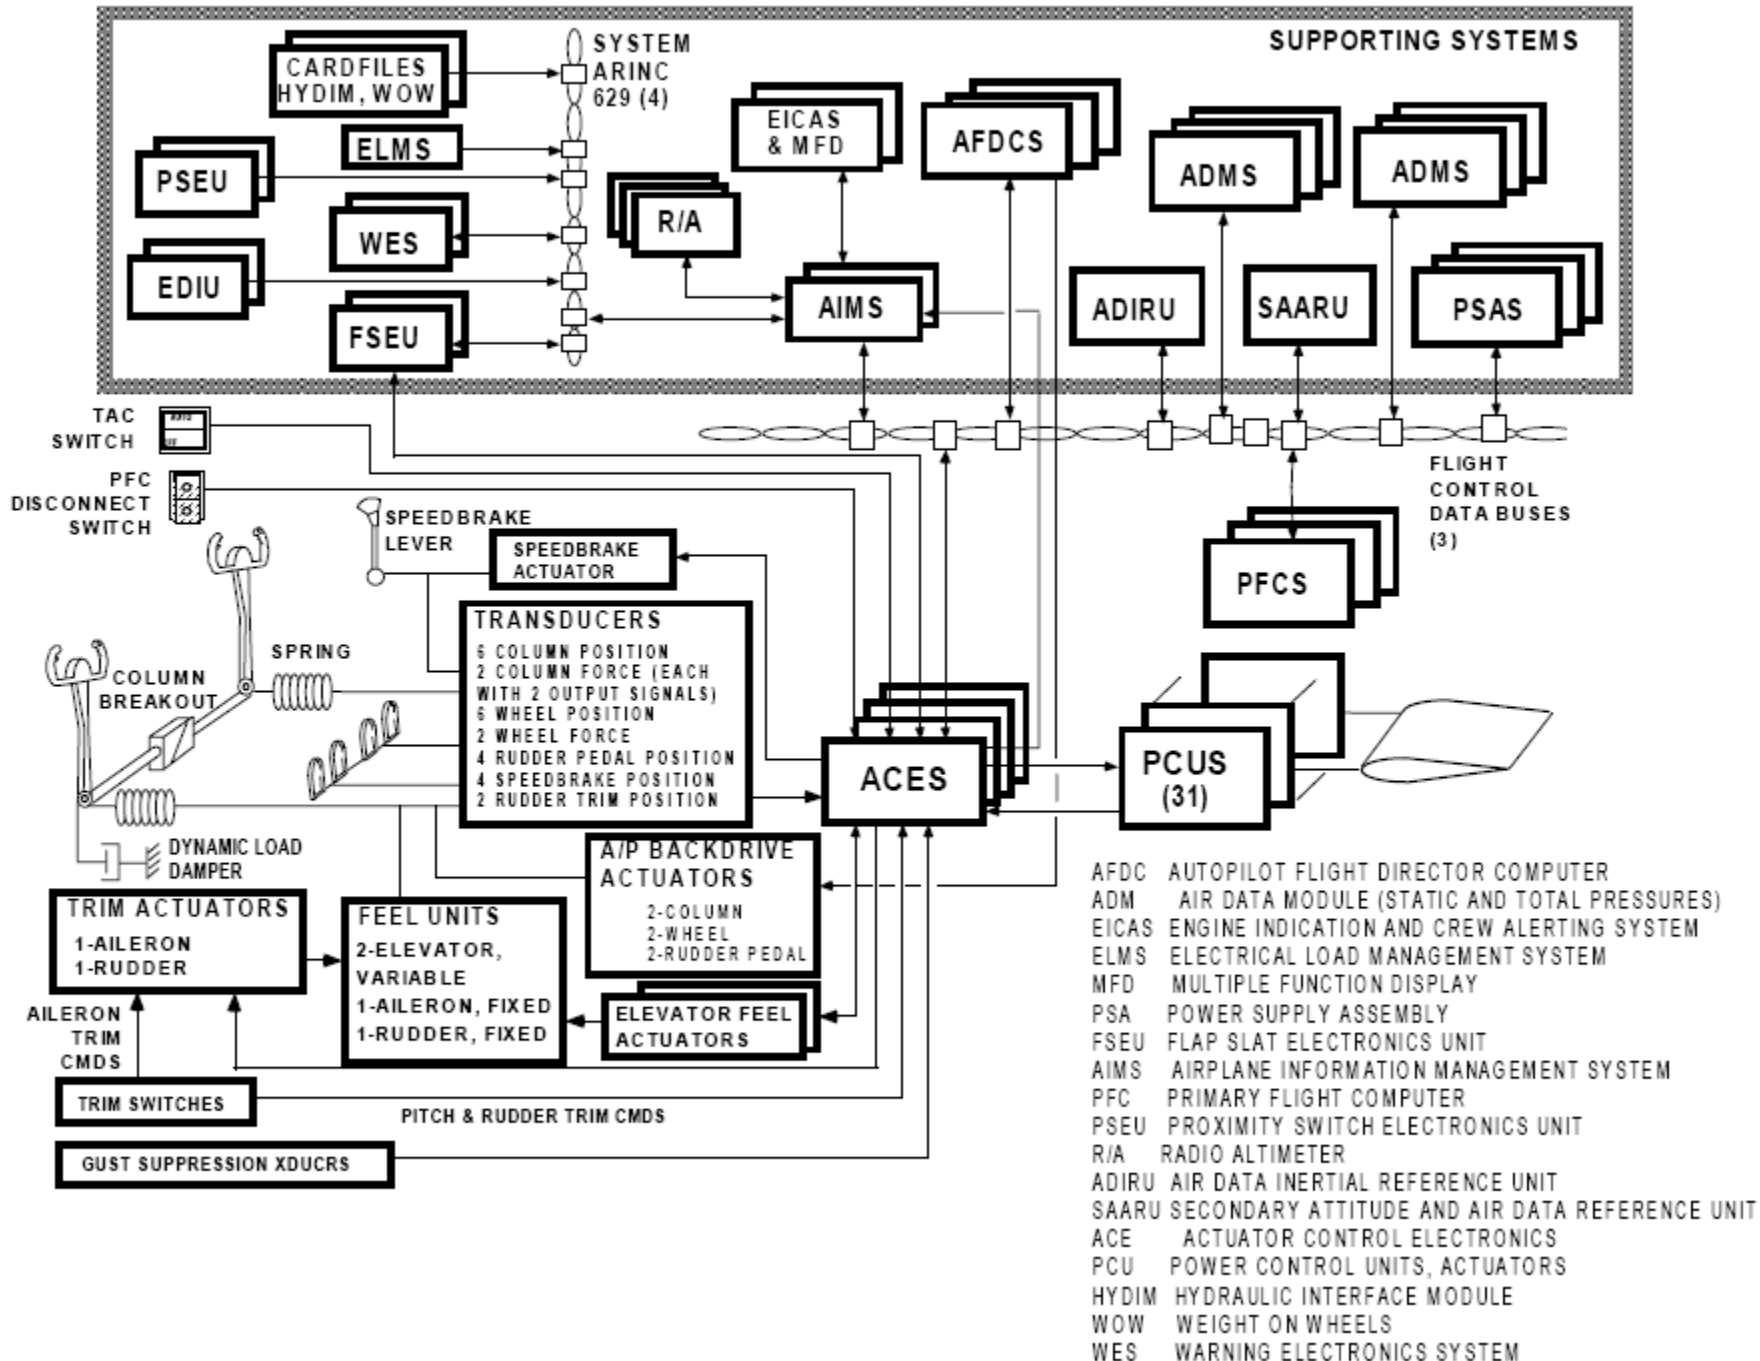 SUPPORTING SYSTEMS
CARDFILES
HYDIM, WOW
SYSTEM
ARINC
629 (4)
ELMS
PSEU
WES
EDIU
FSEU
EICAS
& MFD
R/A
AIMS
AFDCS
ADMS
ADMS
ADIRU
SAARU
PSAS
TAC
SWITCH
PFC
DISCONNECT
SWITCH
FLIGHT
CONTROL
DATA BUSES
(3)
SPEEDBRAKE
LEVER
SPEEDBRAKE
ACTUATOR
PFCS
TRANSDUCERS
6 COLUMN POSITION
2 COLUMN FORCE (EACH
WITH 2 OUTPUT SIGNALS)
6 WHEEL POSITION
2 WHEEL FORCE
4 RUDDER PEDAL POSITION
4 SPEEDBRAKE POSITION
2 RUDDER TRIM POSITION
SPRING
COLUMN
BREAKOUT
ACES
PCUS
(31)
DYNAMIC LOAD
DAMPER
A/P BACKDRIVE
ACTUATORS
2-COLUMN
2-WHEEL
2-RUDDER PEDAL
TRIM ACTUATORS
1-AILERON
1-RUDDER
FEEL UNITS
2-ELEVATOR,
VARIABLE
1-AILERON, FIXED
1-RUDDER, FIXED
ELEVATOR FEEL
ACTUATORS
AILERON
TRIM
CMDS
TRIM SWITCHES
PITCH & RUDDER TRIM CMDS
GUST SUPPRESSION XDUCRS
AFDC AUTOPILOT FLIGHT DIRECTOR COMPUTER
ADM AIR DATA MODULE (STATIC AND TOTAL PRESSURES)
EICAS ENGINE INDICATION AND CREW ALERTING SYSTEM
ELMS ELECTRICAL LOAD MANAGEMENT SYSTEM
MFD MULTIPLE FUNCTION DISPLAY
PSA POWER SUPPLY ASSEMBLY
FSEU FLAP SLAT ELECTRONICS UNIT
AIMS AIRPLANE INFORMATION MANAGEMENT SYSTEM
PFC PRIMARY FLIGHT COMPUTER
PSEU PROXIMITY SWITCH ELECTRONICS UNIT
R/A RADIO ALTIMETER
ADIRU AIR DATA INERTIAL REFERENCE UNIT
SAARU SECONDARY ATTITUDE AND AIR DATA REFERENCE UNIT
ACE ACTUATOR CONTROL ELECTRONICS
PCU POWER CONTROL UNITS, ACTUATORS
HYDIM HYDRAULIC INTERFACE MODULE
WOW WEIGHT ON WHEELS
WES WARNING ELECTRONICS SYSTEM